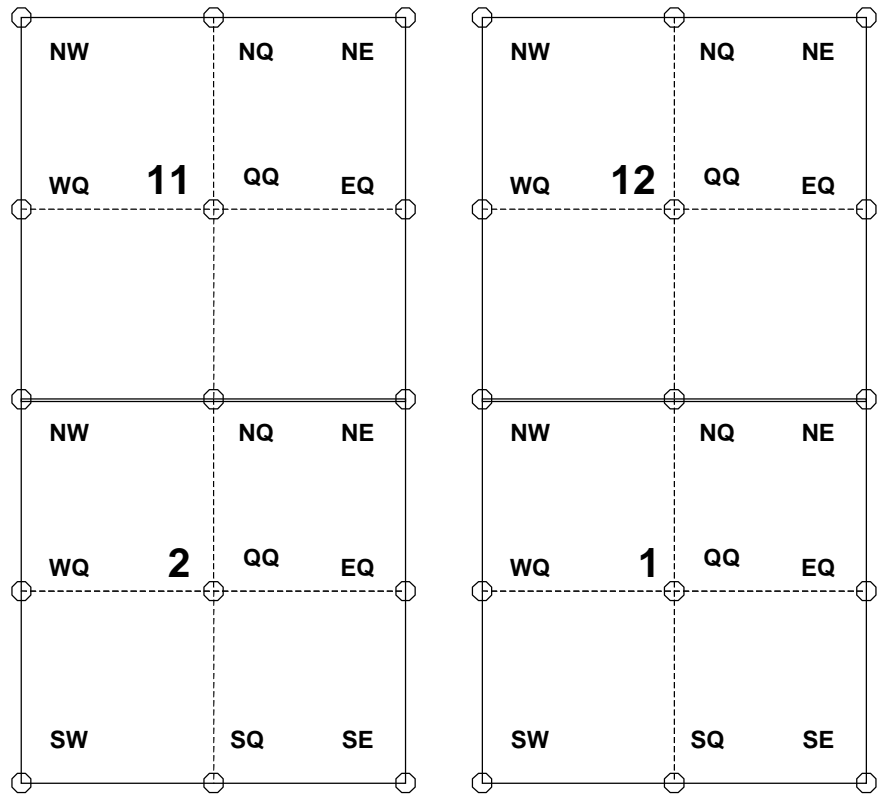 NW NQ NE NW NQ NE
WQ 11 QQ EQ WQ 12 QQ EQ
NW NQ NE NW NQ NE
WQ 2 QQ EQ WQ 1 QQ EQ
SW SQ SE SW SQ SE